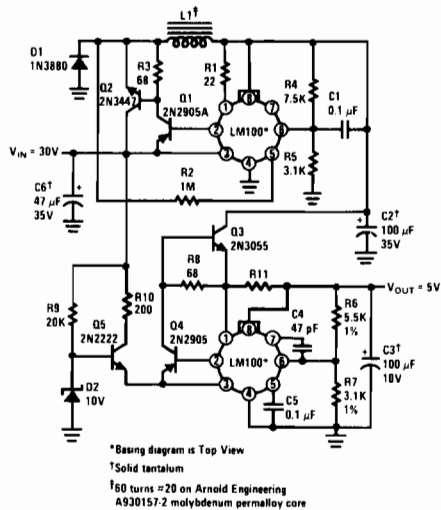 L1‡
D1
1N3880
R3
68
Q2
2N3447
Q1
2N2905A
R1
22
R4
7.5K
C1
0.1 µF
1
8
7
2
LM100*
6
3
4
5
VIN = 30V
R2
1M
R5
3.1K
C6†
+
47 µF
35V
Q3
2N3055
+
C2†
100 µF
35V
R8
68
R11
VOUT = 5V
R9
20K
R10
200
Q5
2N2222
Q4
2N2905
C4
47 pF
R6
5.5K
1%
1
8
7
2
LM100*
6
3
4
5
+
C3†
100 µF
10V
D2
10V
C5
0.1 µF
R7
3.1K
1%
*Basing diagram is Top View
†Solid tantalum
‡60 turns #20 on Arnold Engineering
A930157-2 molybdenum permalloy core